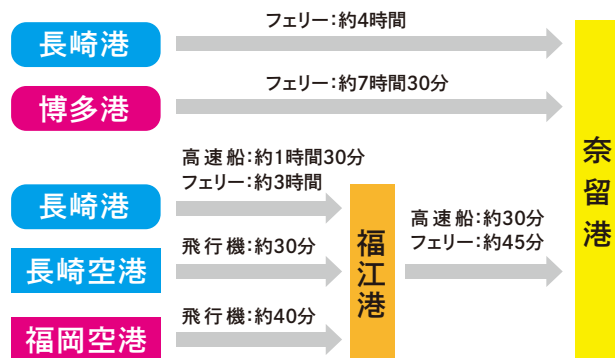 長崎港
フェリー：約4時間
博多港
フェリー：約7時間30分
長崎港
高速船：約1時間30分
フェリー：約3時間
長崎空港
飛行機：約30分
福岡空港
飛行機：約40分
福江港
高速船：約30分
フェリー：約45分
奈留港